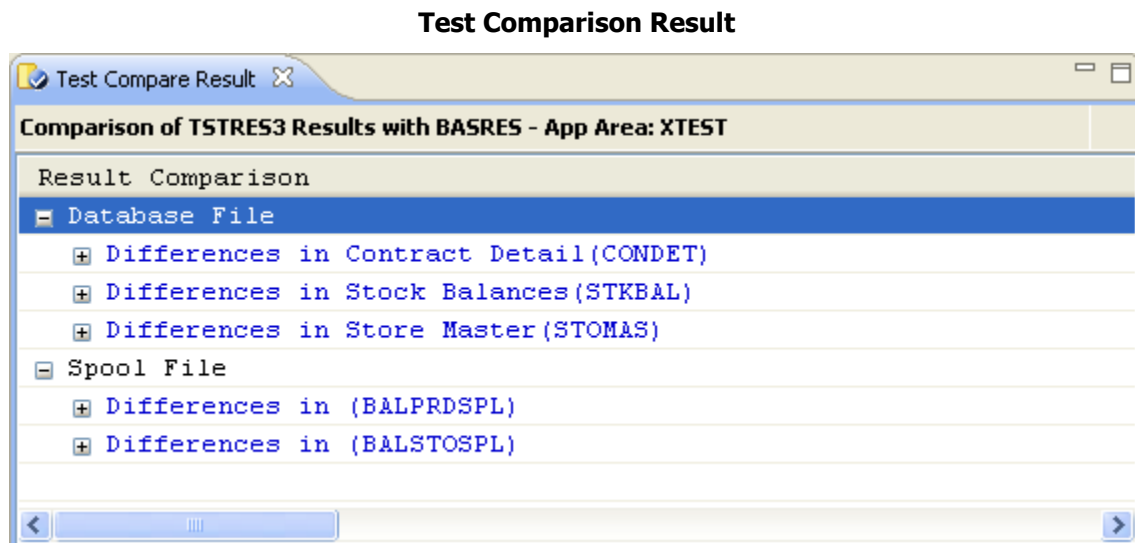 Test Comparison Result
Test Compare Result
Comparison of TSTRES3 Results with BASRES - App Area: XTEST
Result Comparison
Database File
Differences in Contract Detail(CONDET)
Differences in Stock Balances(STKBAL)
Differences in Store Master(STOMAS)
Spool File
Differences in (BALPRDSPL)
Differences in (BALSTOSPL)